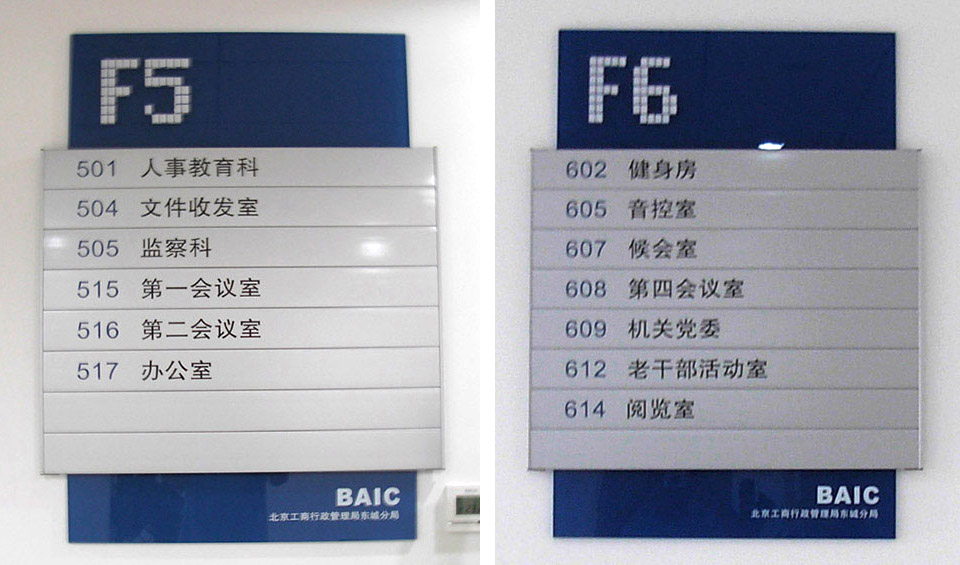 F5
501 人事教育科
504 文件收发室
505 监察科
515 第一会议室
516 第二会议室
517 办公室
BAIC
北京工商行政管理局东城分局
F6
602 健身房
605 音控室
607 候会室
608 第四会议室
609 机关党委
612 老干部活动室
614 阅览室
BAIC
北京工商行政管理局东城分局